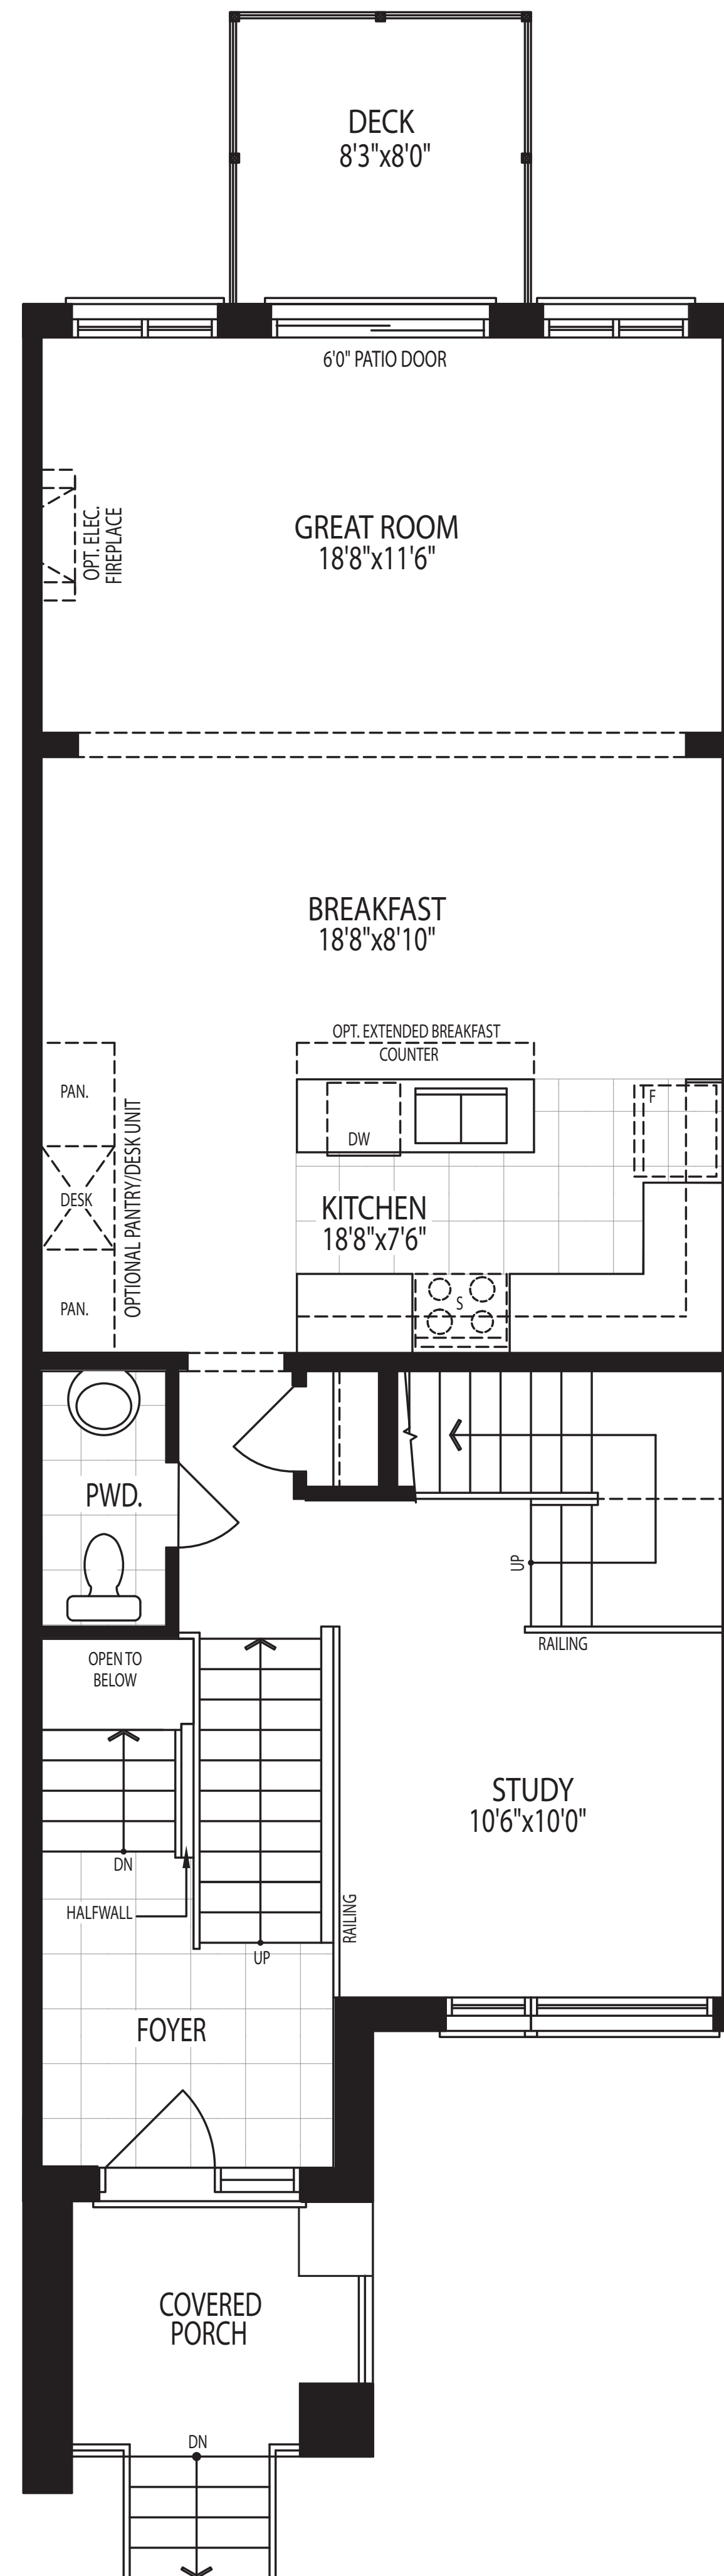 DECK
8'3"x8'0"
6'0" PATIO DOOR
OPT. ELEC.
FIREPLACE
GREAT ROOM
18'8"x11'6"
BREAKFAST
18'8"x8'10"
OPT. EXTENDED BREAKFAST
COUNTER
PAN.
DESK
PAN.
OPTIONAL PANTRY/DESK UNIT
DW
F
KITCHEN
18'8"x7'6"
S
PWD.
UP
RAILING
OPEN TO
BELOW
STUDY
10'6"x10'0"
DN
HALFWALL
RAILING
UP
FOYER
COVERED
PORCH
DN